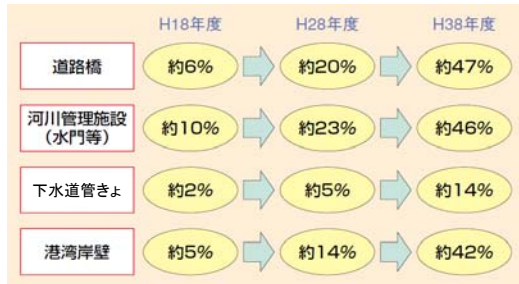 H18年度 H28年度 H38年度
道路橋 約6% 約20% 約47%
河川管理施設
(水門等) 約10% 約23% 約46%
下水道管きょ 約2% 約5% 約14%
港湾岸壁 約5% 約14% 約42%